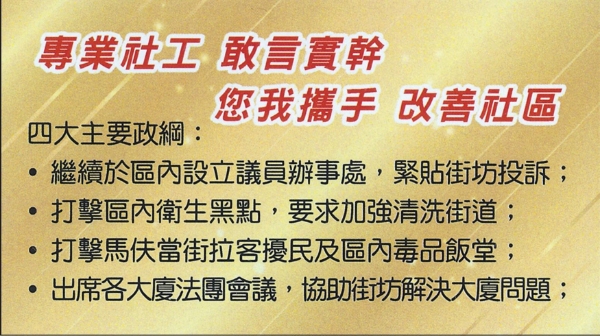 專業社工 敢言實幹
您我攜手 改善社區
四大主要政綱：
• 繼續於區內設立議員辦事處，緊貼街坊投訴；
• 打擊區內衛生黑點，要求加強清洗街道；
• 打擊馬伕當街拉客擾民及區內毒品飯堂；
• 出席各大廈法團會議，協助街坊解決大廈問題；